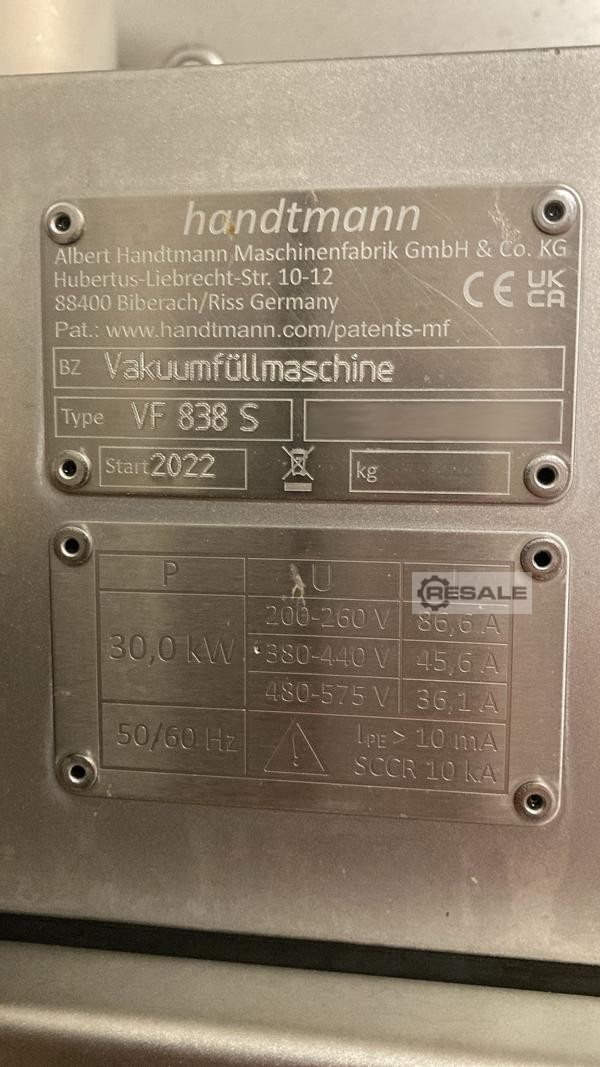 handtmann
Albert Handtmann Maschinenfabrik GmbH & Co. KG
Hubertus-Liebrecht-Str. 10-12
88400 Biberach/Riss Germany
CE UK CA
Pat.: www.handtmann.com/patents-mf
BZ Vakuumfüllmaschine
Type VF 838 S
Start 2022 kg
P U
RESALE
30,0 kW
200-260 V 86,6 A
380-440 V 45,6 A
480-575 V 36,1 A
50/60 Hz
IPE > 10 mA
SCCR 10 kA